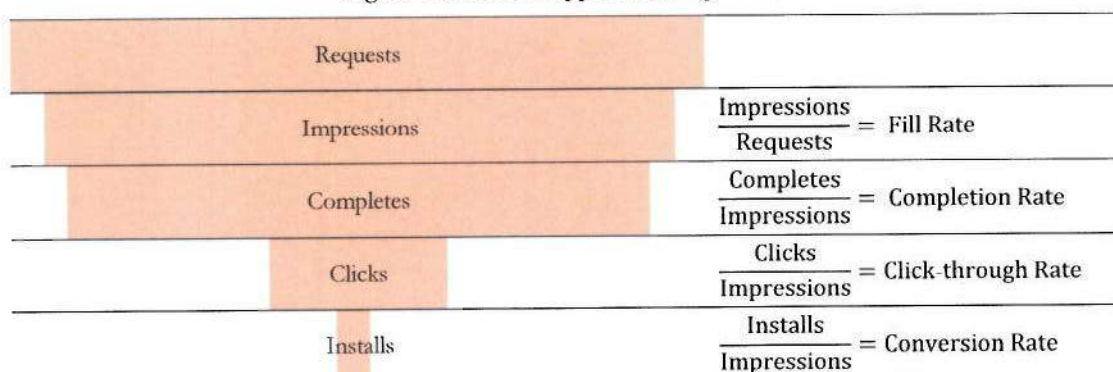 Requests
Impressions
Impressions
Requests
= Fill Rate
Completes
Completes
Impressions
= Completion Rate
Clicks
Clicks
Impressions
= Click-through Rate
Installs
Installs
Impressions
= Conversion Rate